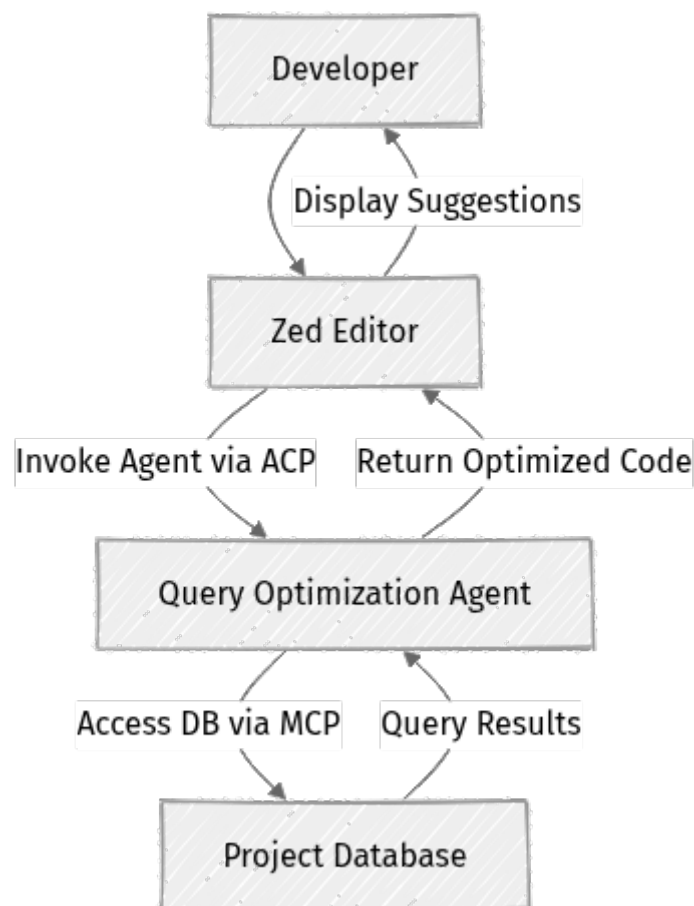 Developer
Display Suggestions
Zed Editor
Invoke Agent via ACP
Return Optimized Code
Query Optimization Agent
Access DB via MCP
Query Results
Project Database